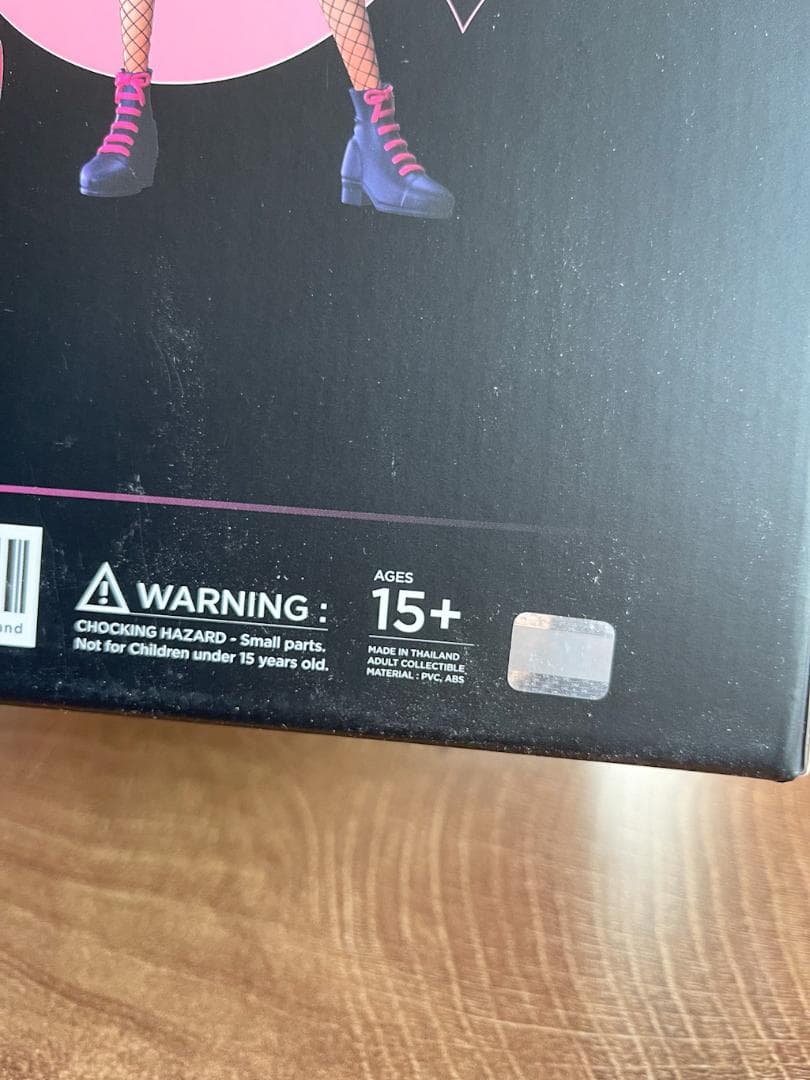 and
WARNING :
CHOCKING HAZARD - Small parts.
Not for Children under 15 years old.
AGES
15+
MADE IN THAILAND
ADULT COLLECTIBLE
MATERIAL : PVC, ABS